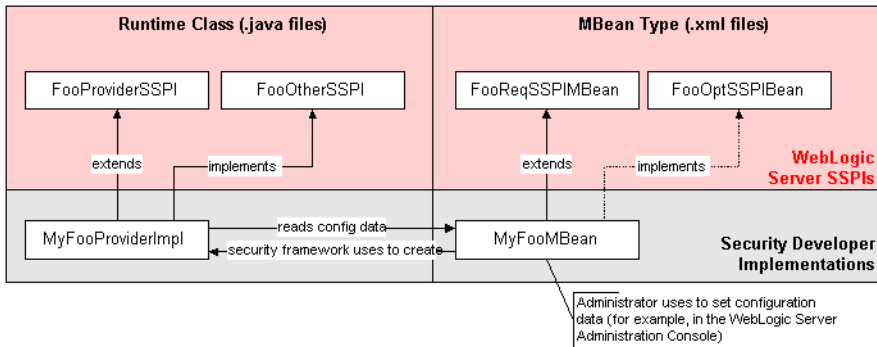 Runtime Class (.java files)
MBean Type (.xml files)
FooProviderSSPI
FooOtherSSPI
FooReqSSPIMBean
FooOptSSPIBean
extends
implements
extends
implements
WebLogic
Server SSPIs
MyFooProviderImpl
reads config data
security framework uses to create
MyFooMBean
Security Developer
Implementations
Administrator uses to set configuration
data (for example, in the WebLogic Server
Administration Console)